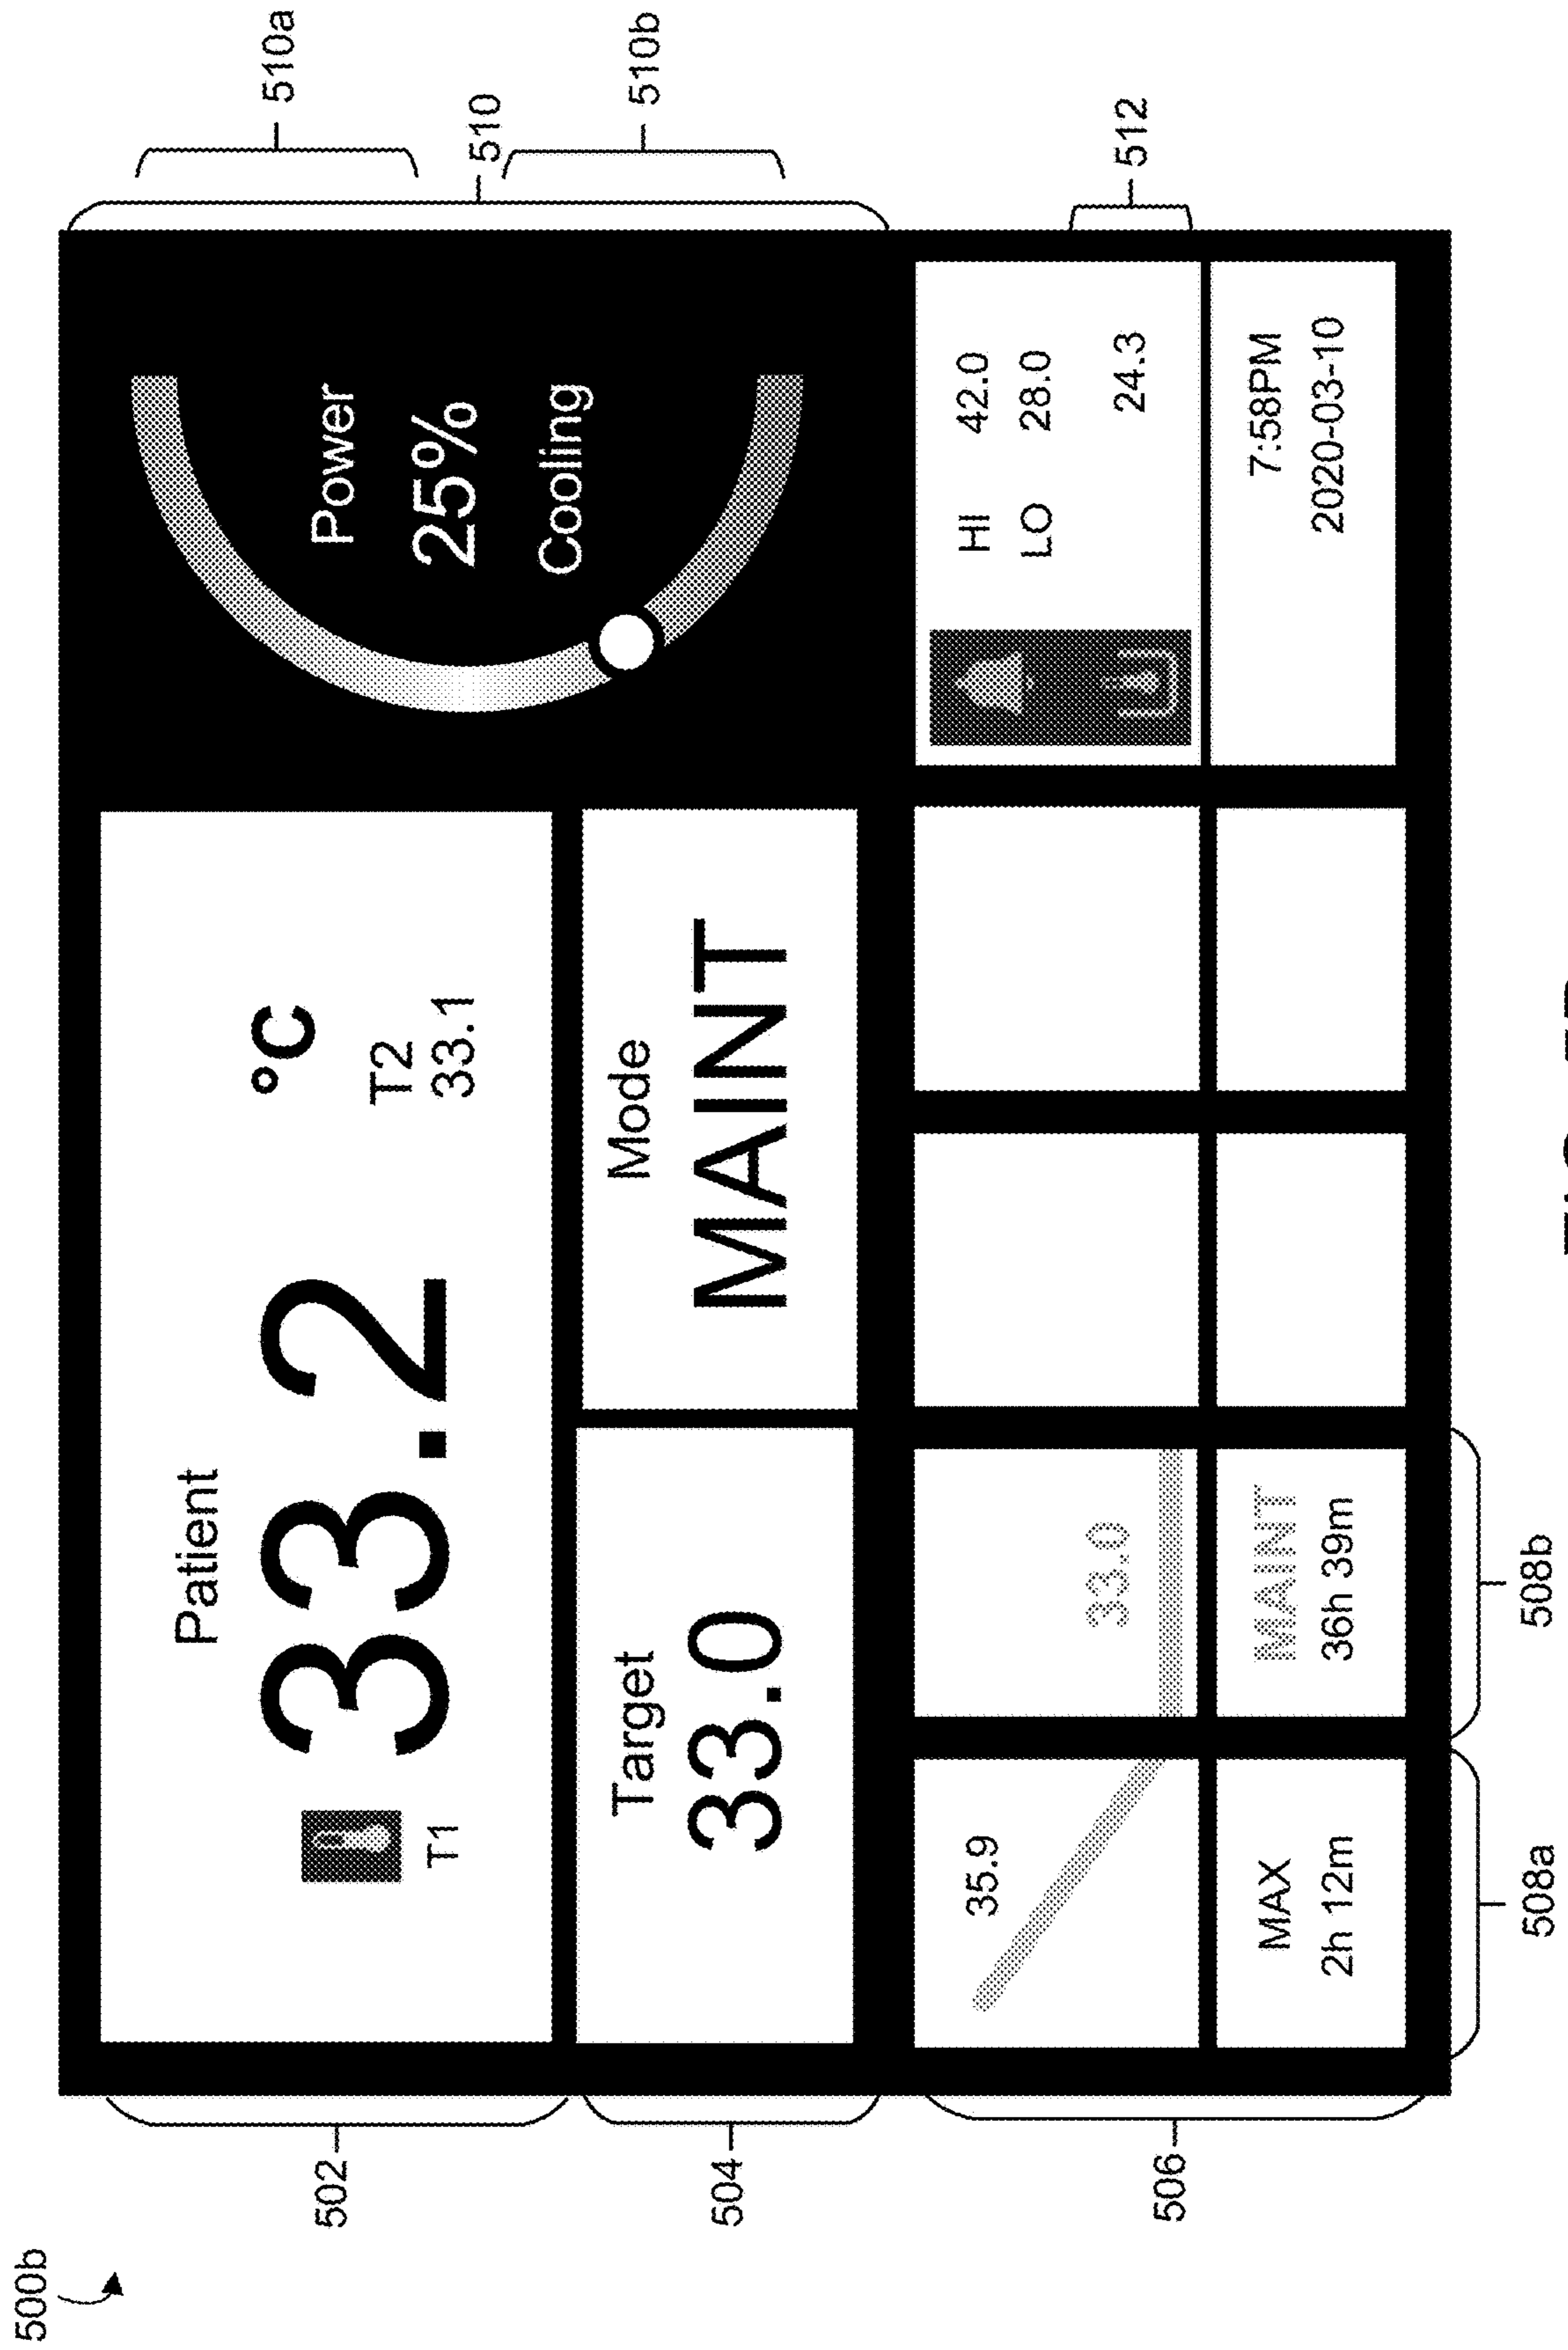 500b
502
504
506
Patient
T1
33.2
°C
T2
33.1
Target
33.0
Mode
MAINT
Power
25%
Cooling
510a
510
510b
512
35.9
33.0
HI 42.0
LO 28.0
24.3
MAX
2h 12m
MAINT
36h 39m
7:58PM
2020-03-10
508a
508b